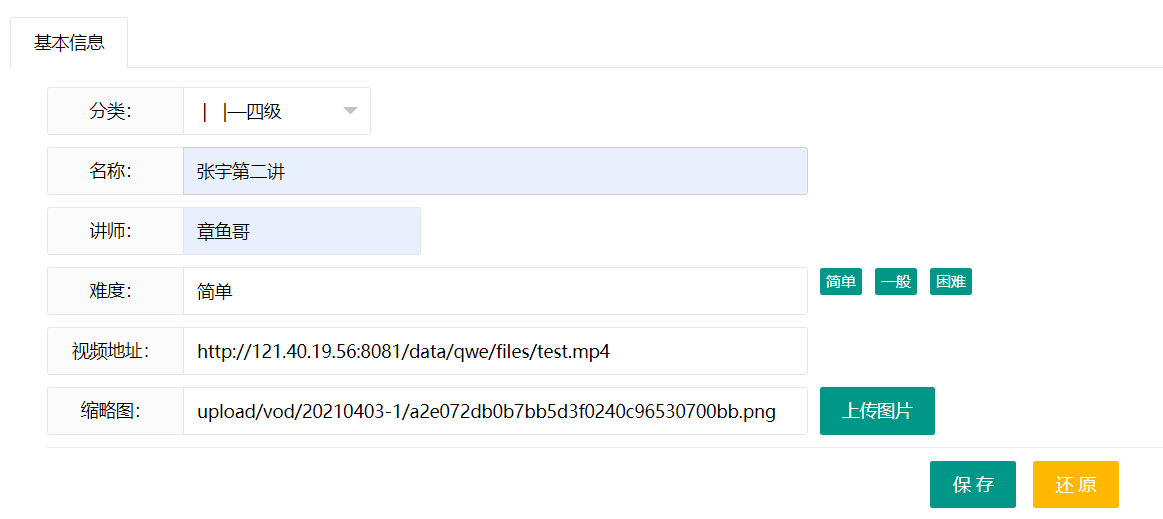 基本信息
分类： | |—四级
名称： 张宇第二讲
讲师： 章鱼哥
难度： 简单 简单 一般 困难
视频地址： http://121.40.19.56:8081/data/qwe/files/test.mp4
缩略图： upload/vod/20210403-1/a2e072db0b7bb5d3f0240c96530700bb.png 上传图片
保 存 还 原